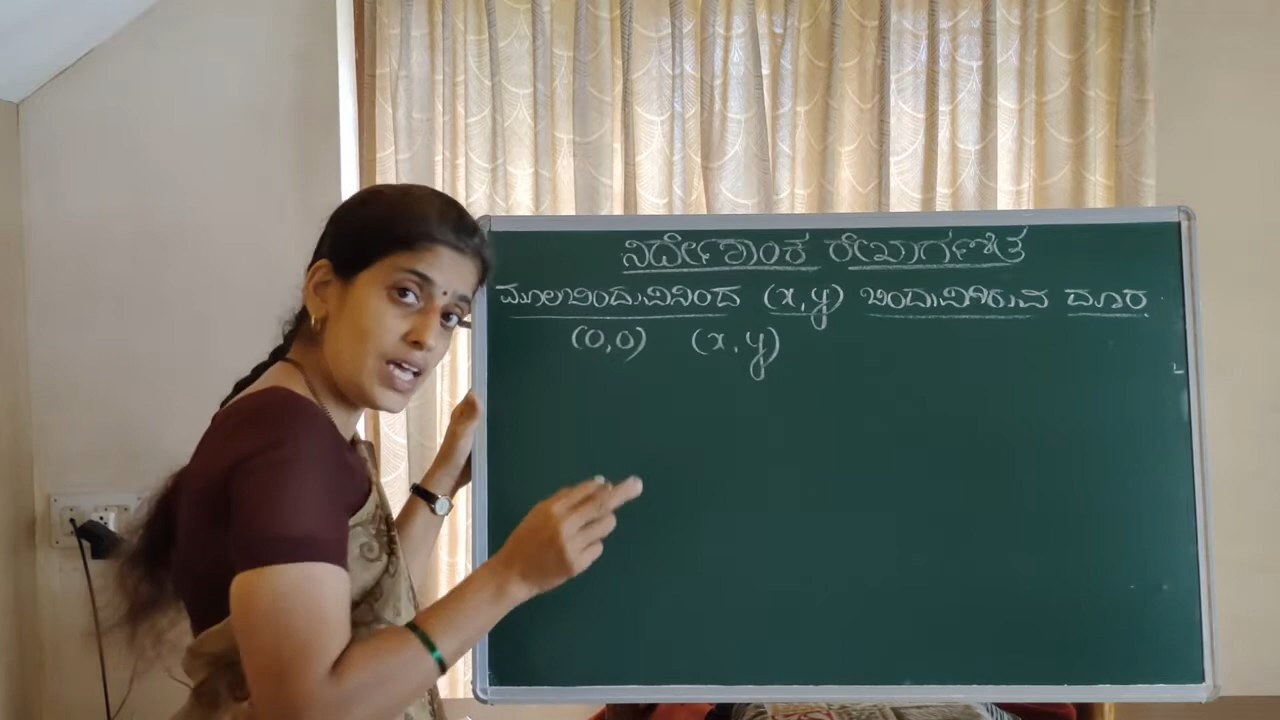 ನಿರ್ದೇಶಾಂಕ ರೇಖಾಗಣಿತ
ಮೂಲಬಿಂದುವಿನಿಂದ (x,y) ಬಿಂದುವಿಗಿರುವ ದೂರ.
(0,0) (x,y)